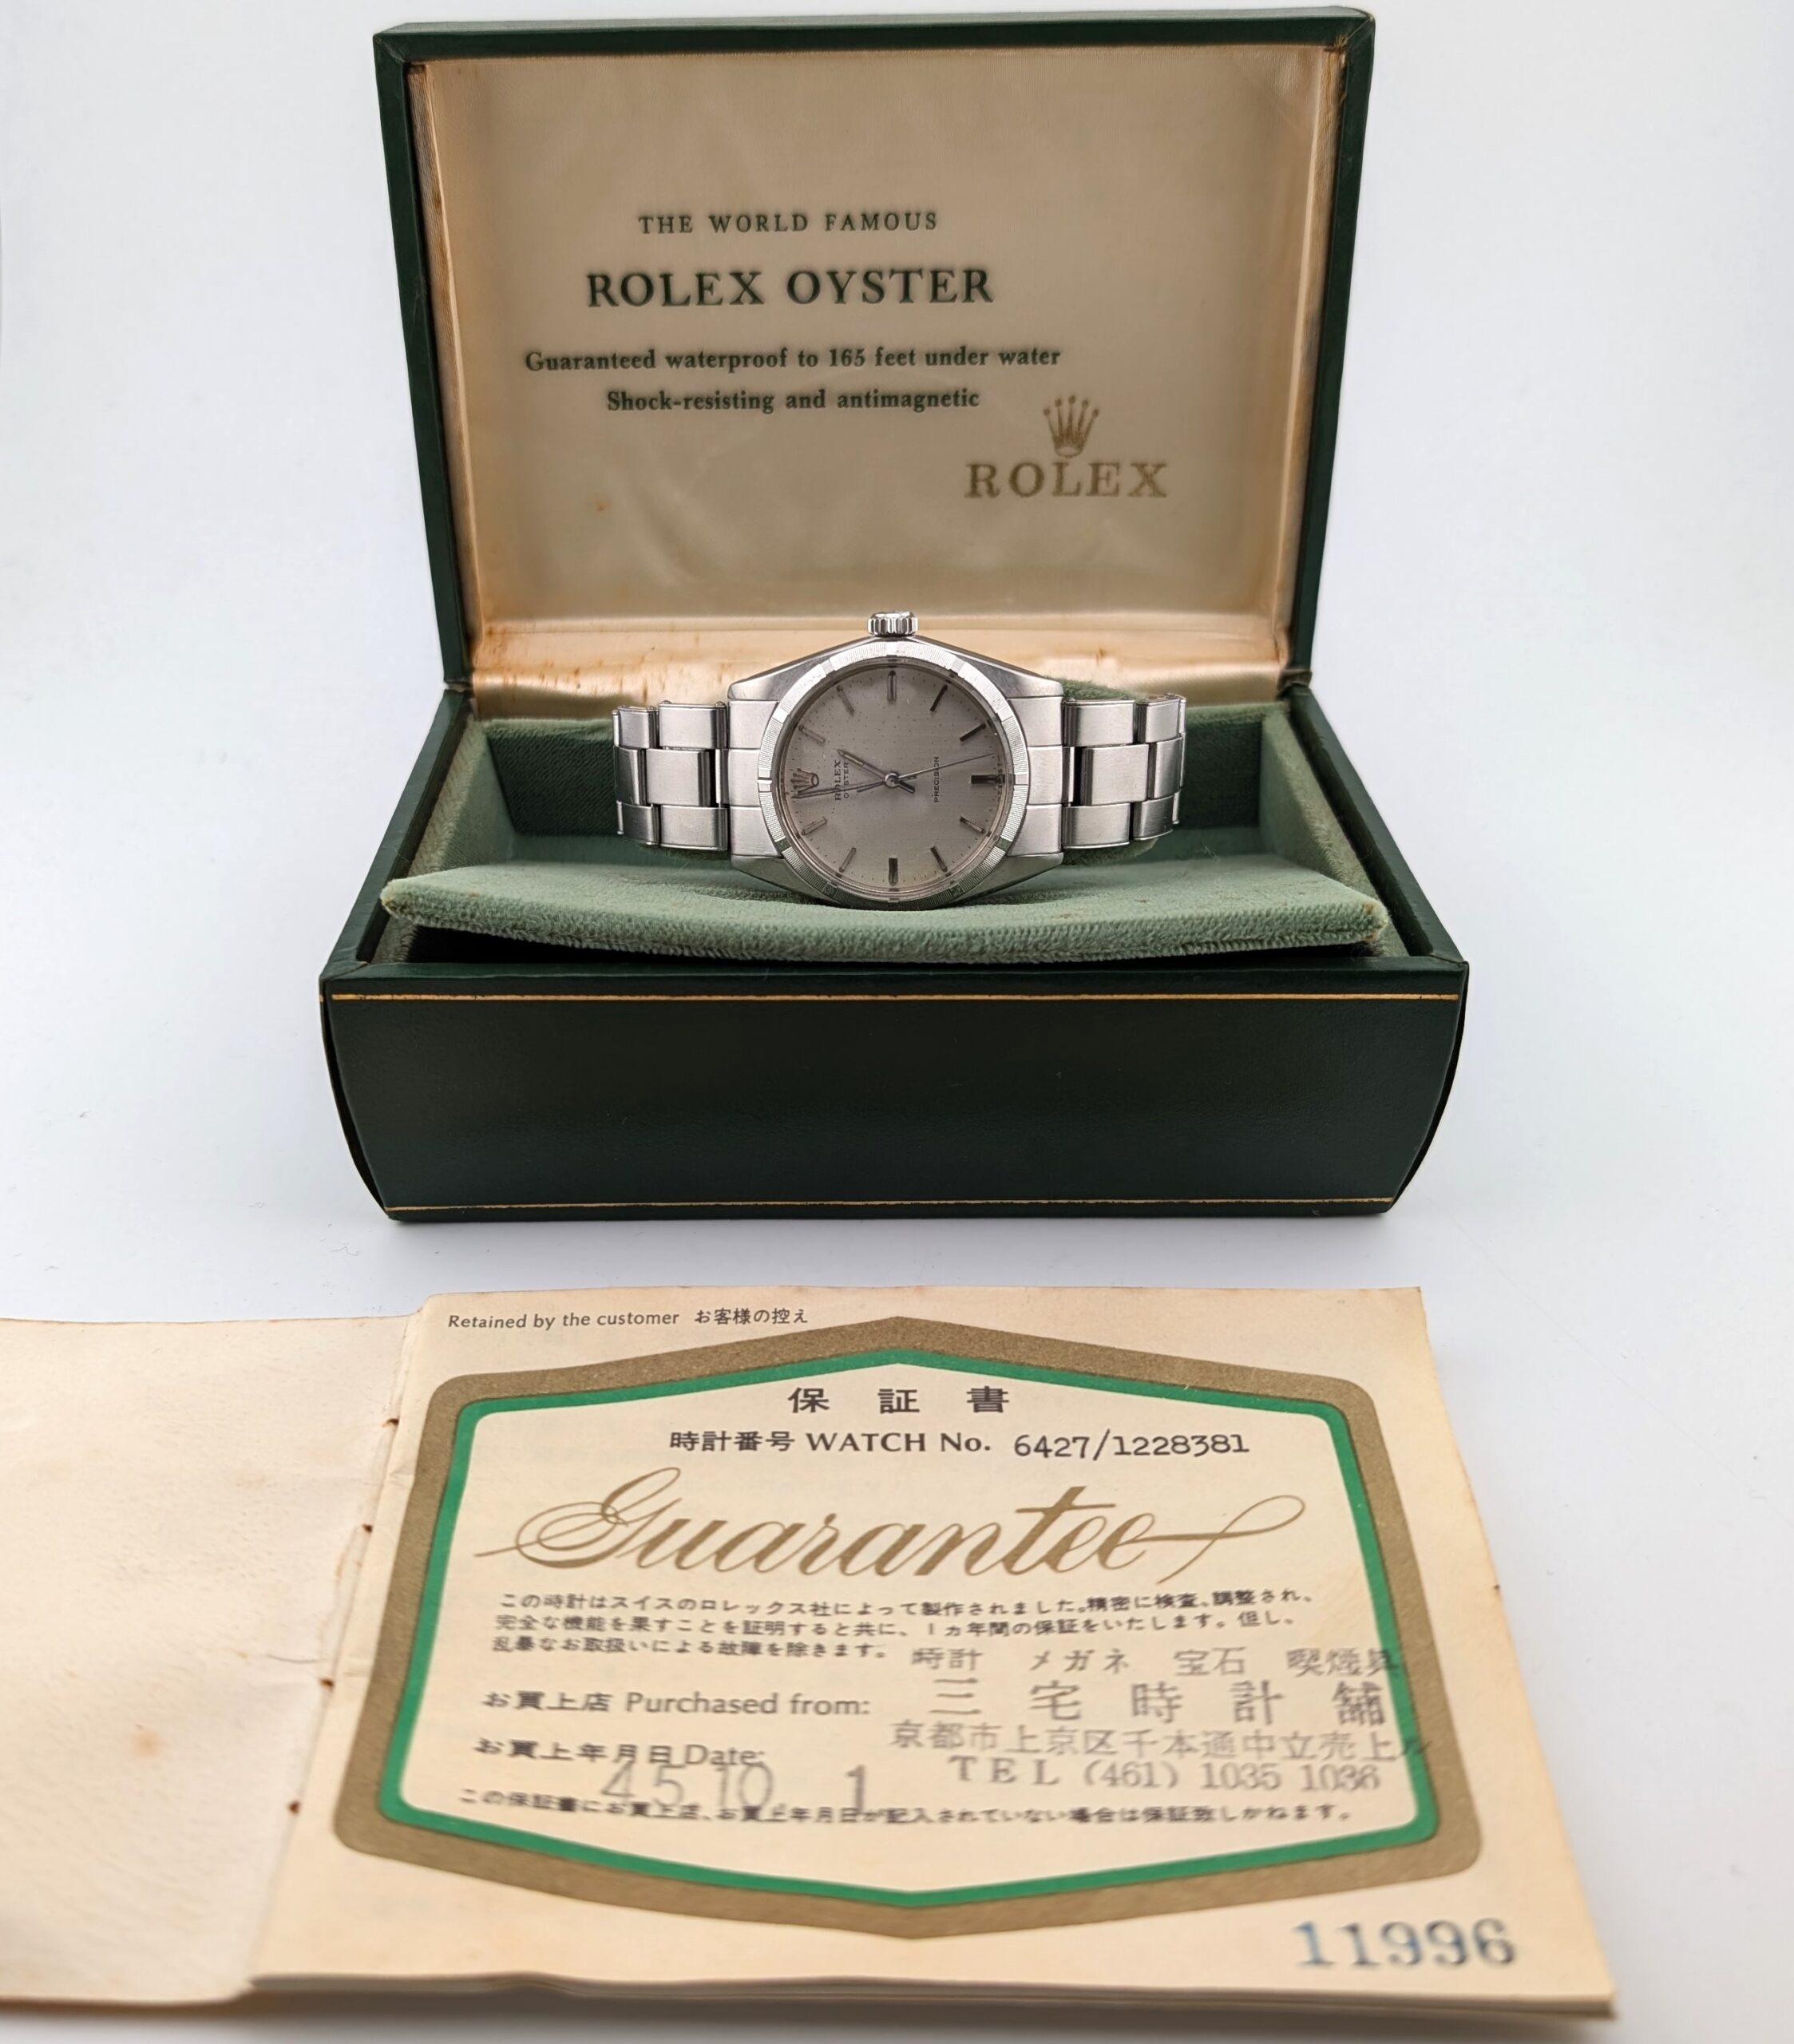 THE WORLD FAMOUS
ROLEX OYSTER
Guaranteed waterproof to 165 feet under water
Shock-resisting and antimagnetic
ROLEX
ROLEX
OYSTER
PRECISION
Retained by the customer お客様の控え
保証書
時計番号 WATCH No. 6427/1228381
Guarantee
この時計はスイスのロレックス社によって製作されました。精密に検査、調整され、
完全な機能を果すことを証明すると共に、1ヵ年間の保証をいたします。但し、
乱暴なお取扱いによる故障を除きます。
時計 メガネ 宝石 喫煙具
お買上店 Purchased from: 三宅時計舗
京都市上京区千本通中立売上ル
お買上年月日 Date: 45.10. 1
TEL (461) 1035 1036
この保証書にお買上店、お買上年月日が記入されていない場合は保証致しかねます。
11996